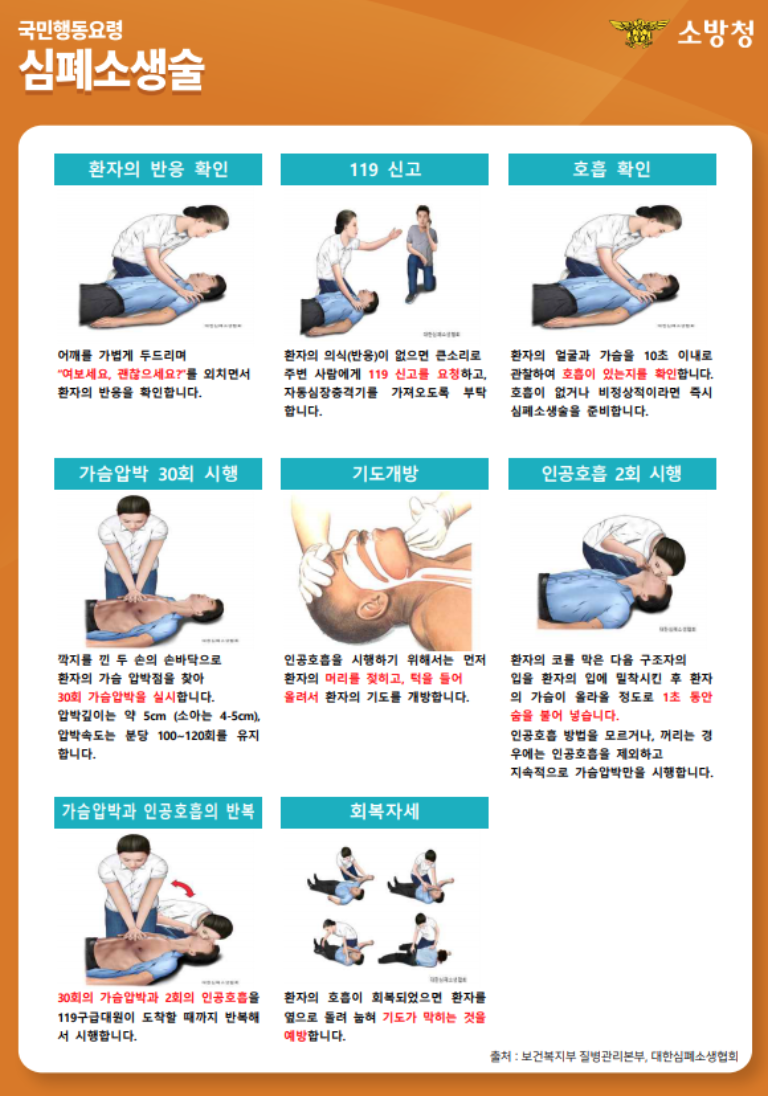 국민행동요령
심폐소생술
소방청
환자의 반응 확인
대한심폐소생협회
어깨를 가볍게 두드리며
"여보세요, 괜찮으세요?"를 외치면서
환자의 반응을 확인합니다.
119 신고
대한심폐소생협회
환자의 의식(반응)이 없으면 큰소리로
주변 사람에게 119 신고를 요청하고,
자동심장충격기를 가져오도록 부탁
합니다.
호흡 확인
대한심폐소생협회
환자의 얼굴과 가슴을 10초 이내로
관찰하여 호흡이 있는지를 확인합니다.
호흡이 없거나 비정상적이라면 즉시
심폐소생술을 준비합니다.
가슴압박 30회 시행
대한심폐소생협회
깍지를 낀 두 손의 손바닥으로
환자의 가슴 압박점을 찾아
30회 가슴압박을 실시합니다.
압박깊이는 약 5cm (소아는 4-5cm),
압박속도는 분당 100~120회를 유지
합니다.
기도개방
인공호흡을 시행하기 위해서는 먼저
환자의 머리를 젖히고, 턱을 들어
올려서 환자의 기도를 개방합니다.
인공호흡 2회 시행
대한심폐소생협회
환자의 코를 막은 다음 구조자의
입을 환자의 입에 밀착시킨 후 환자
의 가슴이 올라올 정도로 1초 동안
숨을 불어 넣습니다.
인공호흡 방법을 모르거나, 꺼리는 경
우에는 인공호흡을 제외하고
지속적으로 가슴압박만을 시행합니다.
가슴압박과 인공호흡의 반복
대한심폐소생협회
30회의 가슴압박과 2회의 인공호흡을
119구급대원이 도착할 때까지 반복해
서 시행합니다.
회복자세
대한심폐소생협회
환자의 호흡이 회복되었으면 환자를
옆으로 돌려 눕혀 기도가 막히는 것을
예방합니다.
출처 : 보건복지부 질병관리본부, 대한심폐소생협회